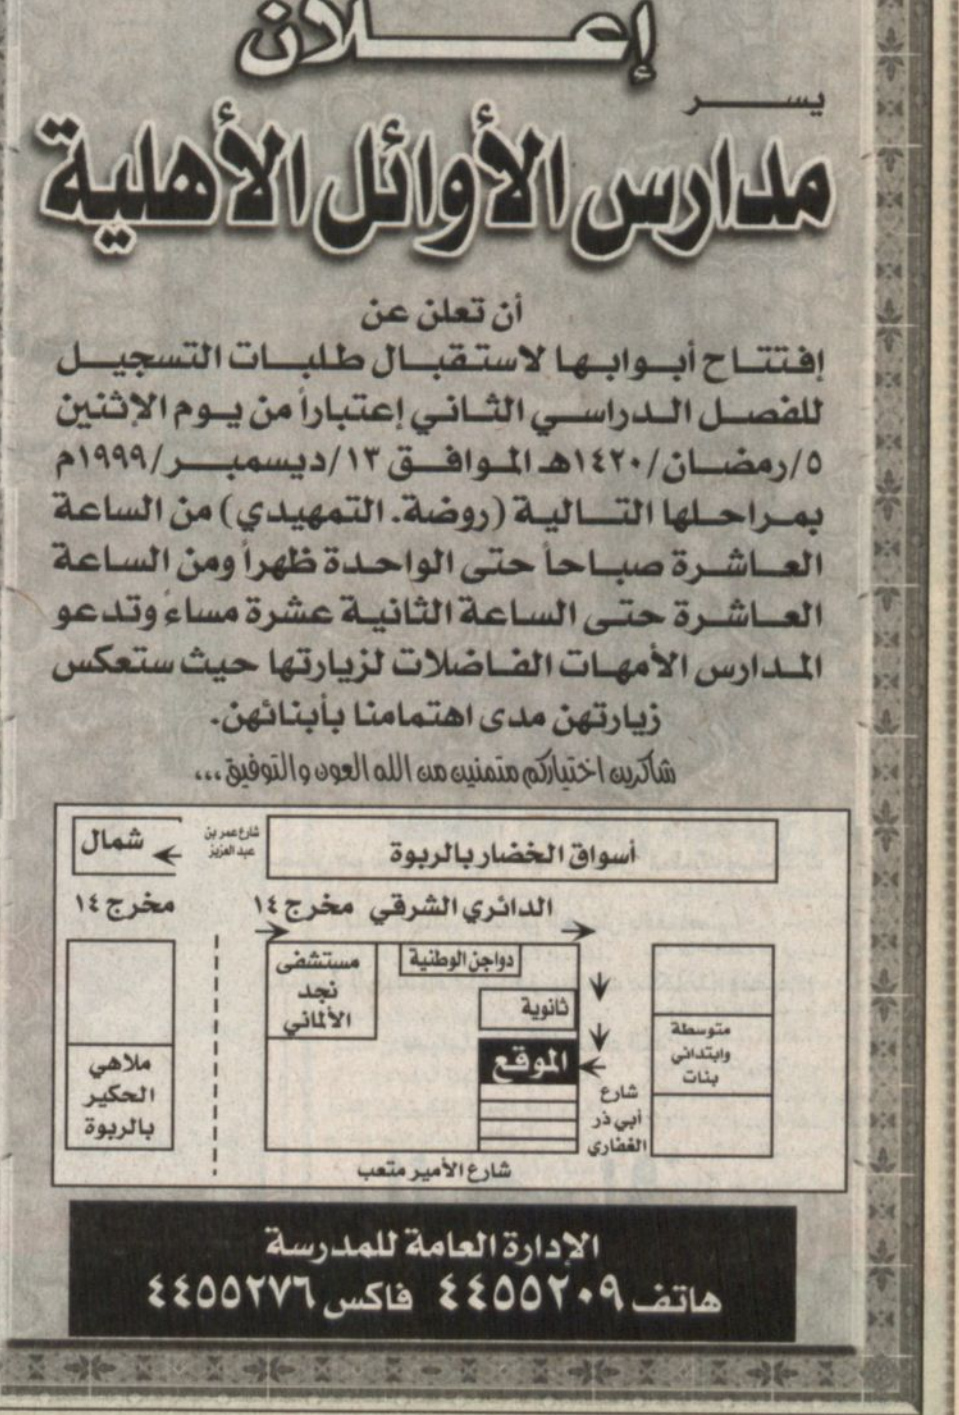 إعلان
يسر
مدارس الأوائل الأهلية
أن تعلن عن
إفتتاح أبوابها لاستقبال طلبات التسجيل
للفصل الدراسي الثاني إعتباراً من يوم الإثنين
٥/رمضان/١٤٢٠هـ الموافق ١٣/ديسمبر/١٩٩٩م
بمراحلها التالية (روضة. التمهيدي) من الساعة
العاشرة صباحاً حتى الواحدة ظهراً ومن الساعة
العاشرة حتى الساعة الثانية عشرة مساءً وتدعو
المدارس الأمهات الفاضلات لزيارتها حيث ستعكس
زيارتهن مدى اهتمامنا بأبنائهن.
شاكرين اختياركم متمنين من الله العون والتوفيق...
أسواق الخضار بالربوة
شارع عمر بن
عبد العزيز
شمال
الدائري الشرقي مخرج ١٤
مخرج ١٤
دواجن الوطنية
مستشفى
نجد
الألماني
ثانوية
الموقع
متوسطة
وابتدائي
بنات
شارع
أبي ذر
الغفاري
ملاهي
الحكير
بالربوة
شارع الأمير متعب
الإدارة العامة للمدرسة
هاتف ٤٤٥٥٢٠٩ فاكس ٤٤٥٥٢٧٦